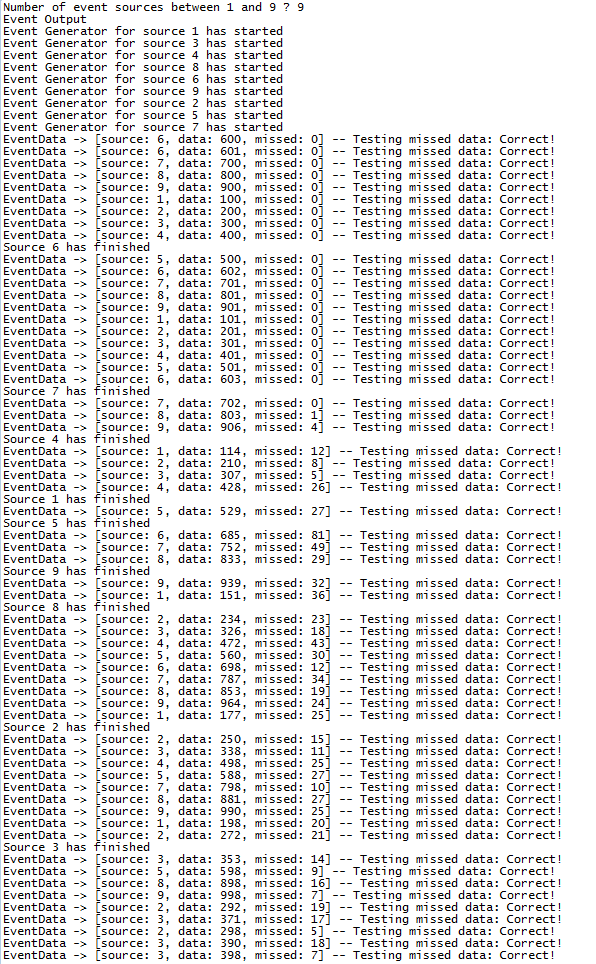 Number of event sources between 1 and 9 ? 9
Event Output
Event Generator for source 1 has started
Event Generator for source 3 has started
Event Generator for source 4 has started
Event Generator for source 8 has started
Event Generator for source 6 has started
Event Generator for source 9 has started
Event Generator for source 2 has started
Event Generator for source 5 has started
Event Generator for source 7 has started
EventData -> [source: 6, data: 600, missed: 0] -- Testing missed data: Correct!
EventData -> [source: 6, data: 601, missed: 0] -- Testing missed data: Correct!
EventData -> [source: 7, data: 700, missed: 0] -- Testing missed data: Correct!
EventData -> [source: 8, data: 800, missed: 0] -- Testing missed data: Correct!
EventData -> [source: 9, data: 900, missed: 0] -- Testing missed data: Correct!
EventData -> [source: 1, data: 100, missed: 0] -- Testing missed data: Correct!
EventData -> [source: 2, data: 200, missed: 0] -- Testing missed data: Correct!
EventData -> [source: 3, data: 300, missed: 0] -- Testing missed data: Correct!
EventData -> [source: 4, data: 400, missed: 0] -- Testing missed data: Correct!
Source 6 has finished
EventData -> [source: 5, data: 500, missed: 0] -- Testing missed data: Correct!
EventData -> [source: 6, data: 602, missed: 0] -- Testing missed data: Correct!
EventData -> [source: 7, data: 701, missed: 0] -- Testing missed data: Correct!
EventData -> [source: 8, data: 801, missed: 0] -- Testing missed data: Correct!
EventData -> [source: 9, data: 901, missed: 0] -- Testing missed data: Correct!
EventData -> [source: 1, data: 101, missed: 0] -- Testing missed data: Correct!
EventData -> [source: 2, data: 201, missed: 0] -- Testing missed data: Correct!
EventData -> [source: 3, data: 301, missed: 0] -- Testing missed data: Correct!
EventData -> [source: 4, data: 401, missed: 0] -- Testing missed data: Correct!
EventData -> [source: 5, data: 501, missed: 0] -- Testing missed data: Correct!
EventData -> [source: 6, data: 603, missed: 0] -- Testing missed data: Correct!
Source 7 has finished
EventData -> [source: 7, data: 702, missed: 0] -- Testing missed data: Correct!
EventData -> [source: 8, data: 803, missed: 1] -- Testing missed data: Correct!
EventData -> [source: 9, data: 906, missed: 4] -- Testing missed data: Correct!
Source 4 has finished
EventData -> [source: 1, data: 114, missed: 12] -- Testing missed data: Correct!
EventData -> [source: 2, data: 210, missed: 8] -- Testing missed data: Correct!
EventData -> [source: 3, data: 307, missed: 5] -- Testing missed data: Correct!
EventData -> [source: 4, data: 428, missed: 26] -- Testing missed data: Correct!
Source 1 has finished
EventData -> [source: 5, data: 529, missed: 27] -- Testing missed data: Correct!
Source 5 has finished
EventData -> [source: 6, data: 685, missed: 81] -- Testing missed data: Correct!
EventData -> [source: 7, data: 752, missed: 49] -- Testing missed data: Correct!
EventData -> [source: 8, data: 833, missed: 29] -- Testing missed data: Correct!
Source 9 has finished
EventData -> [source: 9, data: 939, missed: 32] -- Testing missed data: Correct!
EventData -> [source: 1, data: 151, missed: 36] -- Testing missed data: Correct!
Source 8 has finished
EventData -> [source: 2, data: 234, missed: 23] -- Testing missed data: Correct!
EventData -> [source: 3, data: 326, missed: 18] -- Testing missed data: Correct!
EventData -> [source: 4, data: 472, missed: 43] -- Testing missed data: Correct!
EventData -> [source: 5, data: 560, missed: 30] -- Testing missed data: Correct!
EventData -> [source: 6, data: 698, missed: 12] -- Testing missed data: Correct!
EventData -> [source: 7, data: 787, missed: 34] -- Testing missed data: Correct!
EventData -> [source: 8, data: 853, missed: 19] -- Testing missed data: Correct!
EventData -> [source: 9, data: 964, missed: 24] -- Testing missed data: Correct!
EventData -> [source: 1, data: 177, missed: 25] -- Testing missed data: Correct!
Source 2 has finished
EventData -> [source: 2, data: 250, missed: 15] -- Testing missed data: Correct!
EventData -> [source: 3, data: 338, missed: 11] -- Testing missed data: Correct!
EventData -> [source: 4, data: 498, missed: 25] -- Testing missed data: Correct!
EventData -> [source: 5, data: 588, missed: 27] -- Testing missed data: Correct!
EventData -> [source: 7, data: 798, missed: 10] -- Testing missed data: Correct!
EventData -> [source: 8, data: 881, missed: 27] -- Testing missed data: Correct!
EventData -> [source: 9, data: 990, missed: 25] -- Testing missed data: Correct!
EventData -> [source: 1, data: 198, missed: 20] -- Testing missed data: Correct!
EventData -> [source: 2, data: 272, missed: 21] -- Testing missed data: Correct!
Source 3 has finished
EventData -> [source: 3, data: 353, missed: 14] -- Testing missed data: Correct!
EventData -> [source: 5, data: 598, missed: 9] -- Testing missed data: Correct!
EventData -> [source: 8, data: 898, missed: 16] -- Testing missed data: Correct!
EventData -> [source: 9, data: 998, missed: 7] -- Testing missed data: Correct!
EventData -> [source: 2, data: 292, missed: 19] -- Testing missed data: Correct!
EventData -> [source: 3, data: 371, missed: 17] -- Testing missed data: Correct!
EventData -> [source: 2, data: 298, missed: 5] -- Testing missed data: Correct!
EventData -> [source: 3, data: 390, missed: 18] -- Testing missed data: Correct!
EventData -> [source: 3, data: 398, missed: 7] -- Testing missed data: Correct!